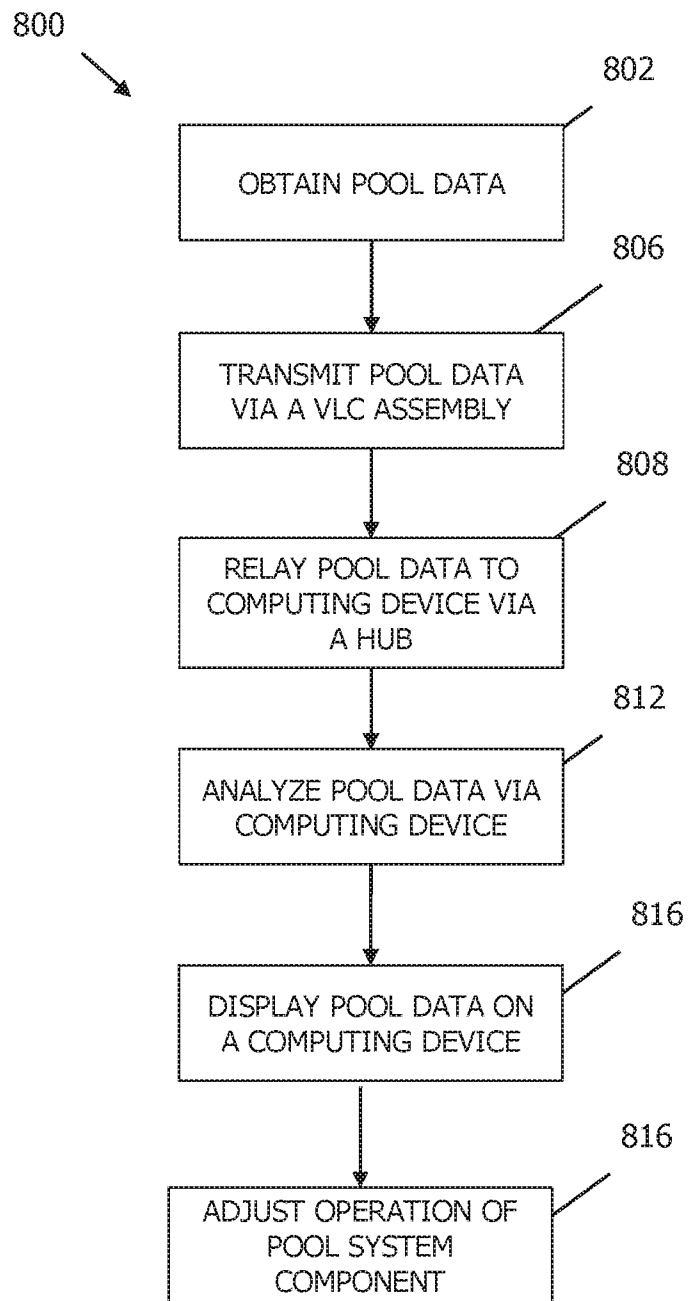 800
802
OBTAIN POOL DATA
806
TRANSMIT POOL DATA
VIA A VLC ASSEMBLY
808
RELAY POOL DATA TO
COMPUTING DEVICE VIA
A HUB
812
ANALYZE POOL DATA VIA
COMPUTING DEVICE
816
DISPLAY POOL DATA ON
A COMPUTING DEVICE
816
ADJUST OPERATION OF
POOL SYSTEM
COMPONENT